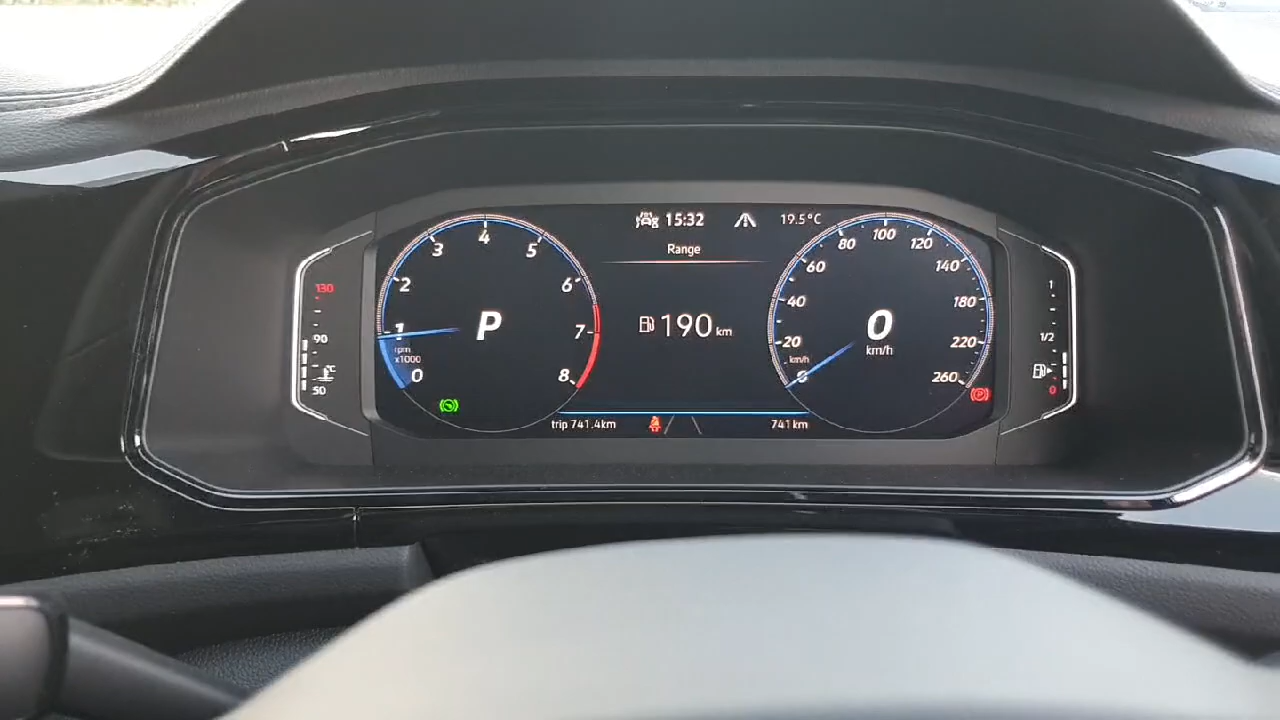 15:32
19.5°C
Range
190 km
1
2
3
4
5
6
7
8
0
rpm
x1000
P
20
40
60
80
100
120
140
180
220
260
0
km/h
0
km/h
130
90
50
°C
1
1/2
0
trip 741.4km
741 km
(P)